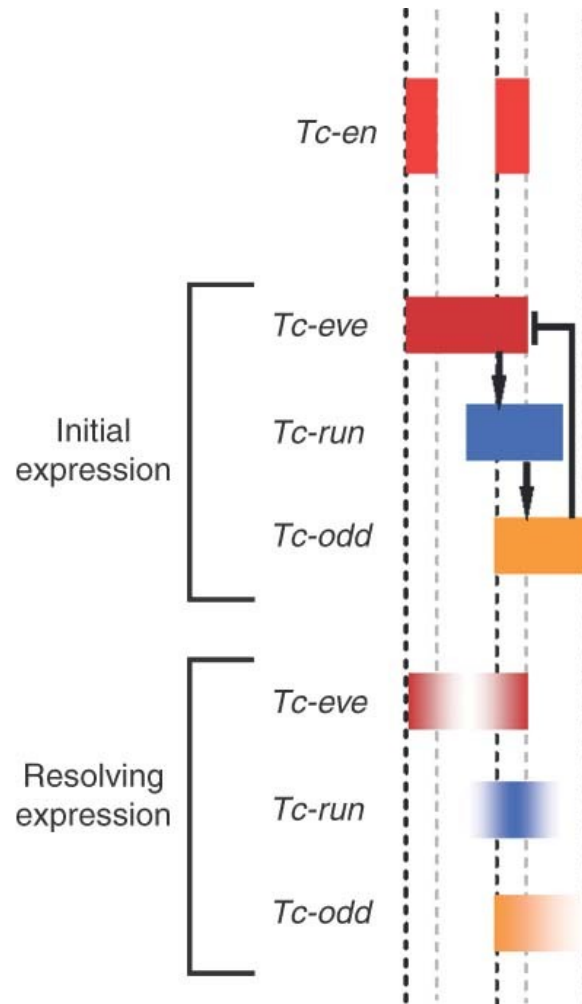 Tc-en
Initial
expression
Tc-eve
Tc-run
Tc-odd
Resolving
expression
Tc-eve
Tc-run
Tc-odd